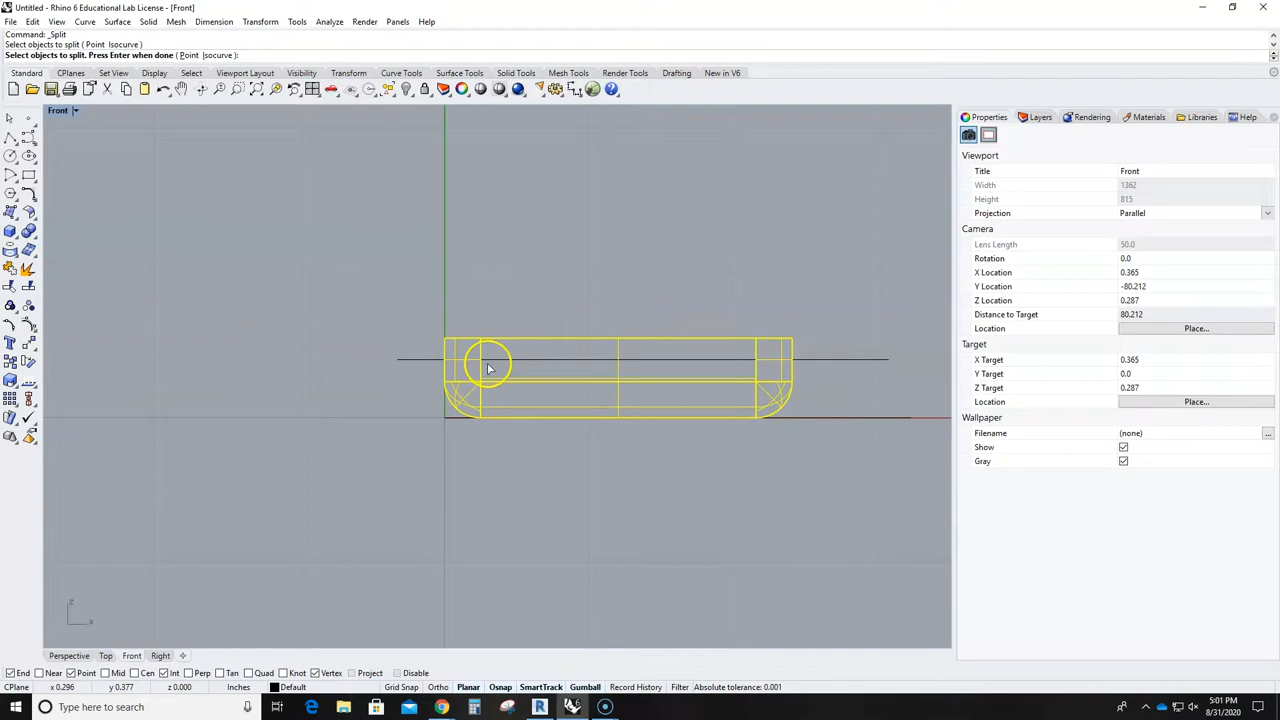 Untitled - Rhino 6 Educational Lab License - [Front]
File Edit View Curve Surface Solid Mesh Dimension Transform Tools Analyze Render Panels Help
Command: _Split
Select objects to split ( Point Isocurve )
Select objects to split. Press Enter when done ( Point Isocurve ):
Standard CPlanes Set View Display Select Viewport Layout Visibility Transform Curve Tools Surface Tools Solid Tools Mesh Tools Render Tools Drafting New in V6
Front
Properties Layers Rendering Materials Libraries Help
Viewport
Title Front
Width 1362
Height 815
Projection Parallel
Camera
Lens Length 50.0
Rotation 0.0
X Location 0.365
Y Location -80.212
Z Location 0.287
Distance to Target 80.212
Location Place...
Target
X Target 0.365
Y Target 0.0
Z Target 0.287
Location Place...
Wallpaper
Filename (none) ...
Show
Gray
z
x
Perspective Top Front Right
End Near Point Mid Cen Int Perp Tan Quad Knot Vertex Project Disable
CPlane x 0.296 y 0.377 z 0.000 Inches Default Grid Snap Ortho Planar Osnap SmartTrack Gumball Record History Filter Absolute tolerance: 0.001
Type here to search
5:01 PM
8/31/2020